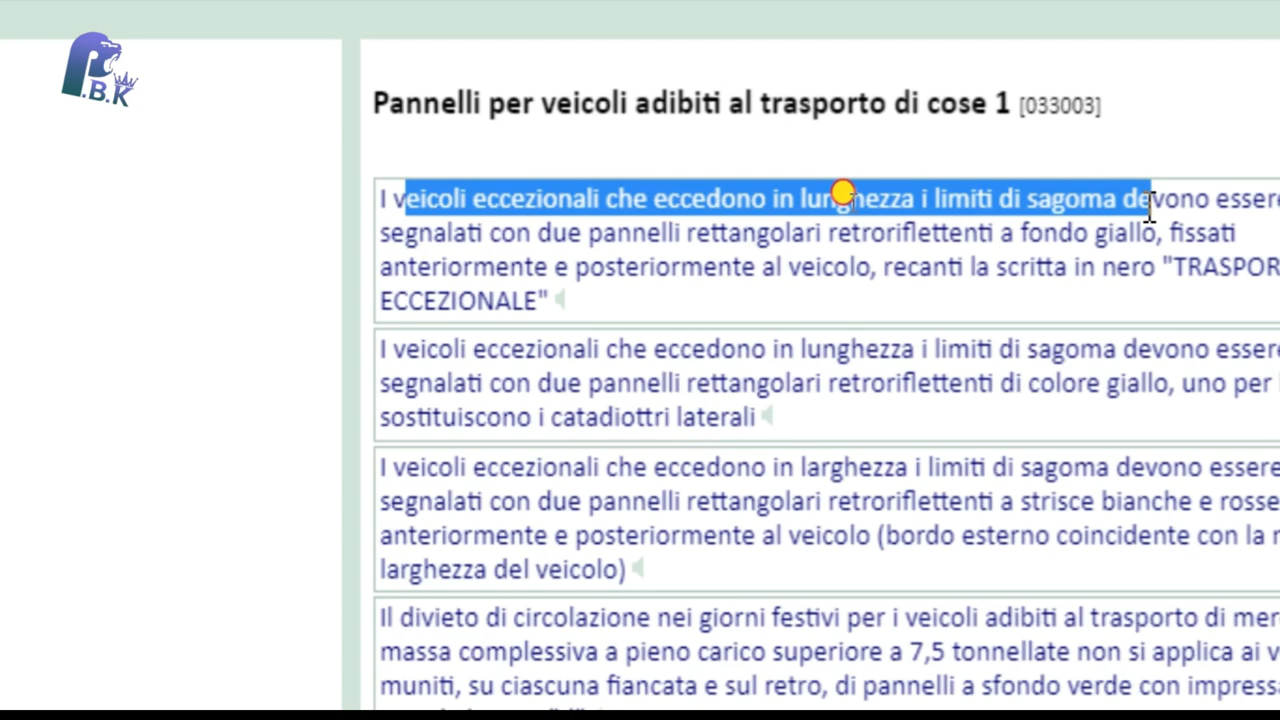 P.B.K
Pannelli per veicoli adibiti al trasporto di cose 1 [033003]
I veicoli eccezionali che eccedono in lunghezza i limiti di sagoma devono essere
segnalati con due pannelli rettangolari retroriflettenti a fondo giallo, fissati
anteriormente e posteriormente al veicolo, recanti la scritta in nero "TRASPOR
ECCEZIONALE"
I veicoli eccezionali che eccedono in lunghezza i limiti di sagoma devono essere
segnalati con due pannelli rettangolari retroriflettenti di colore giallo, uno per
sostituiscono i catadiottri laterali
I veicoli eccezionali che eccedono in larghezza i limiti di sagoma devono essere
segnalati con due pannelli rettangolari retroriflettenti a strisce bianche e rosse
anteriormente e posteriormente al veicolo (bordo esterno coincidente con la
larghezza del veicolo)
Il divieto di circolazione nei giorni festivi per i veicoli adibiti al trasporto di mer
massa complessiva a pieno carico superiore a 7,5 tonnellate non si applica ai v
muniti, su ciascuna fiancata e sul retro, di pannelli a sfondo verde con impressa